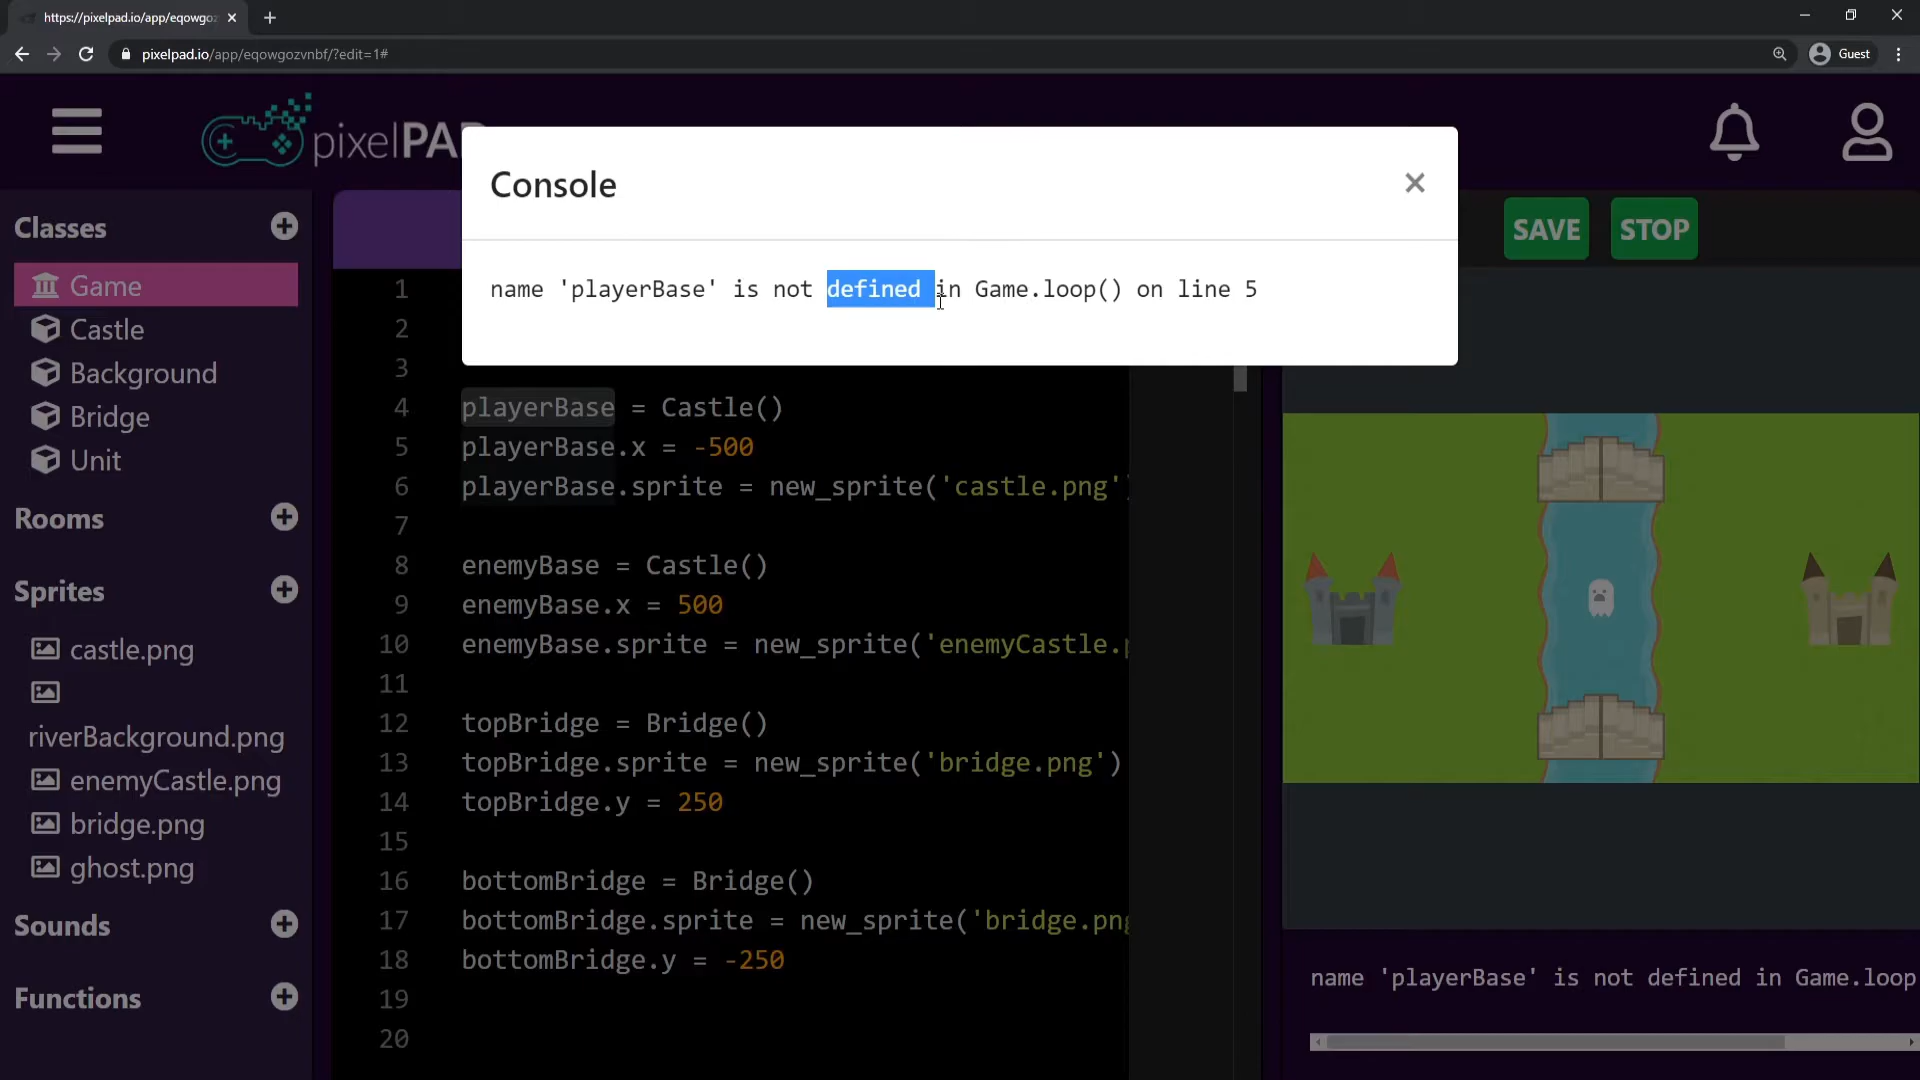 https://pixelpad.io/app/eqowgoz
pixelpad.io/app/eqowgozvnbf/?edit=1#
Guest
pixelPAD
Console
name 'playerBase' is not defined in Game.loop() on line 5
SAVE
STOP
Classes
Game
Castle
Background
Bridge
Unit
Rooms
Sprites
castle.png
riverBackground.png
enemyCastle.png
bridge.png
ghost.png
Sounds
Functions
1
2
3
4 playerBase = Castle()
5 playerBase.x = -500
6 playerBase.sprite = new_sprite('castle.png')
7
8 enemyBase = Castle()
9 enemyBase.x = 500
10 enemyBase.sprite = new_sprite('enemyCastle.p
11
12 topBridge = Bridge()
13 topBridge.sprite = new_sprite('bridge.png')
14 topBridge.y = 250
15
16 bottomBridge = Bridge()
17 bottomBridge.sprite = new_sprite('bridge.png
18 bottomBridge.y = -250
19
20
name 'playerBase' is not defined in Game.loop